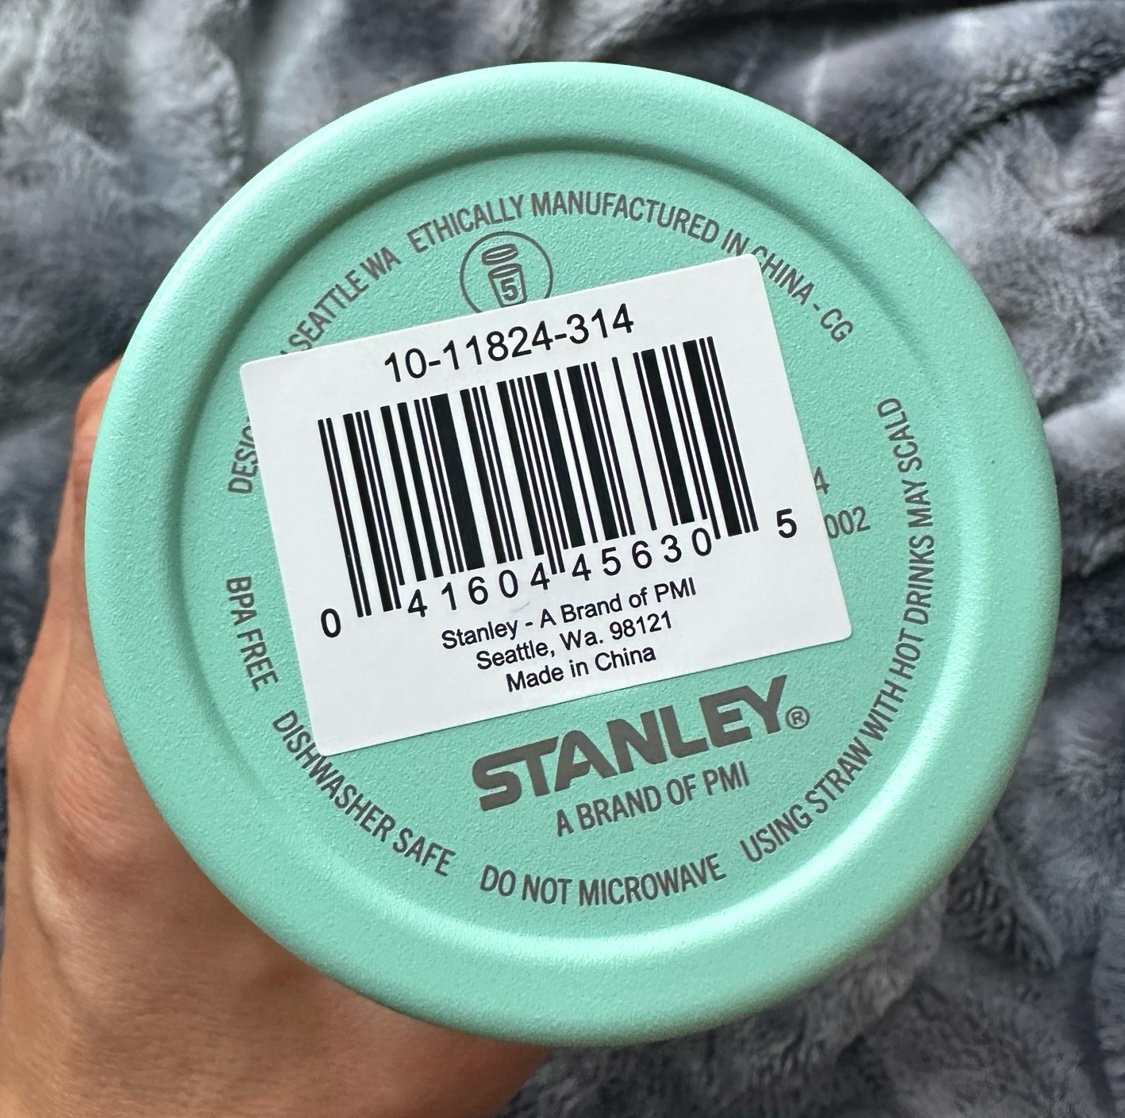 SEATTLE WA
ETHICALLY MANUFACTURED IN CHINA - CG
5
10-11824-314
0 41604 45630 5
Stanley - A Brand of PMI
Seattle, Wa. 98121
Made in China
4
002
BPA FREE
STANLEY®
A BRAND OF PMI
DISHWASHER SAFE
DO NOT MICROWAVE
USING STRAW WITH HOT DRINKS MAY SCALD